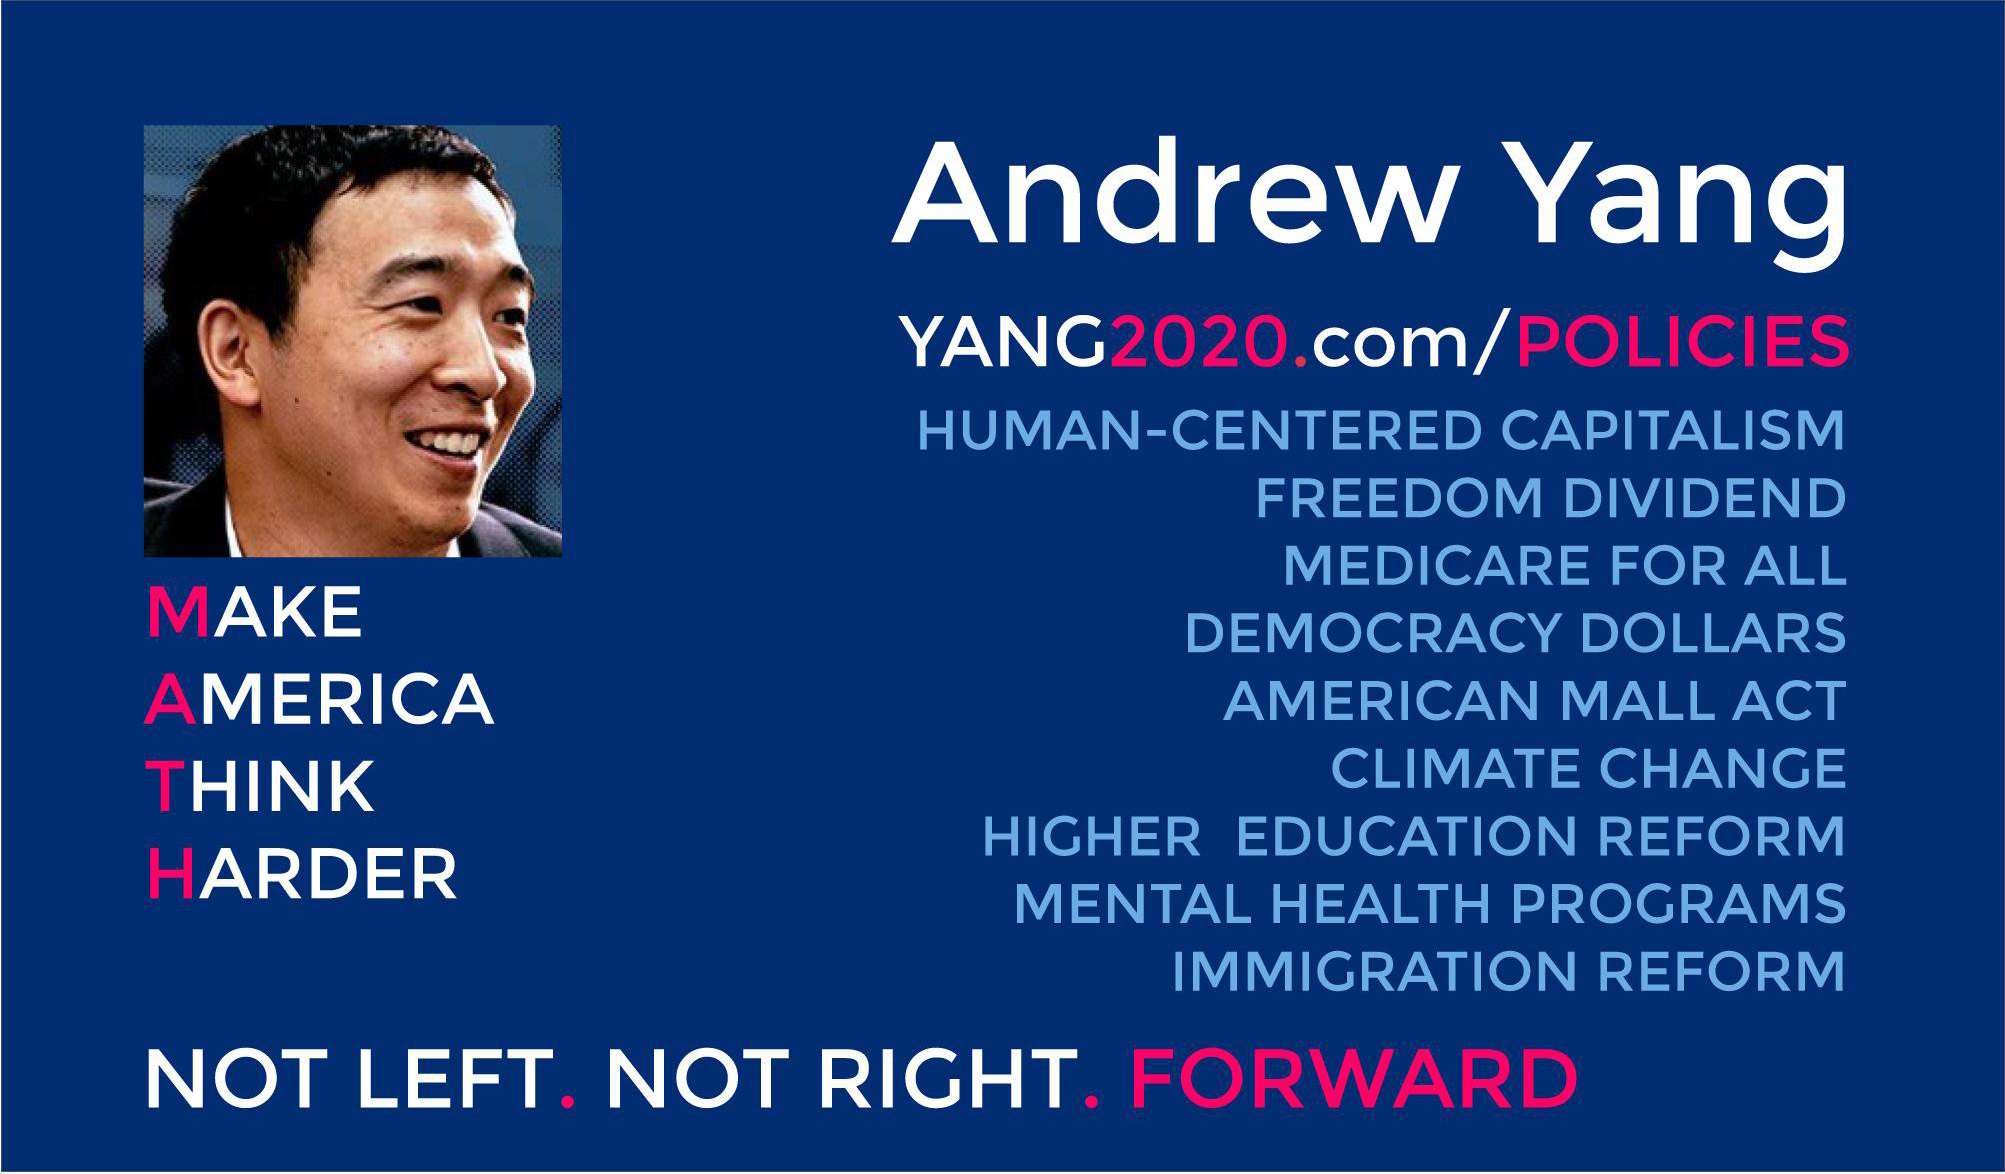 Andrew Yang
YANG2020.com/POLICIES
HUMAN-CENTERED CAPITALISM
FREEDOM DIVIDEND
MEDICARE FOR ALL
DEMOCRACY DOLLARS
AMERICAN MALL ACT
CLIMATE CHANGE
HIGHER EDUCATION REFORM
MENTAL HEALTH PROGRAMS
IMMIGRATION REFORM
MAKE
AMERICA
THINK
HARDER
NOT LEFT. NOT RIGHT. FORWARD